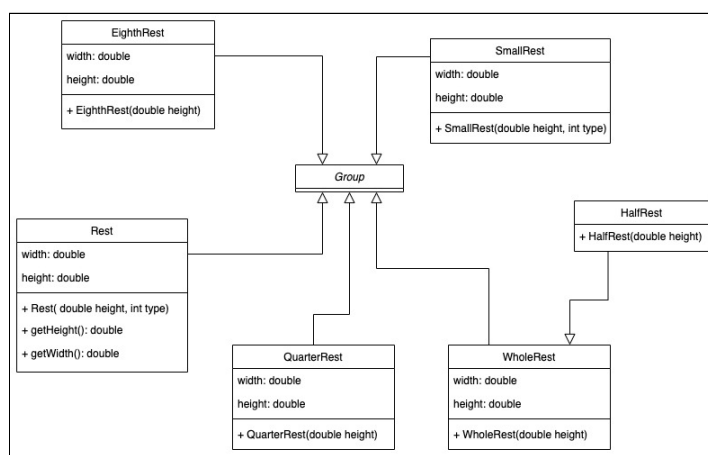 EighthRest
width: double
height: double
+ EighthRest(double height)
SmallRest
width: double
height: double
+ SmallRest(double height, int type)
Group
Rest
width: double
height: double
+ Rest( double height, int type)
+ getHeight(): double
+ getWidth(): double
HalfRest
+ HalfRest(double height)
QuarterRest
width: double
height: double
+ QuarterRest(double height)
WholeRest
width: double
height: double
+ WholeRest(double height)